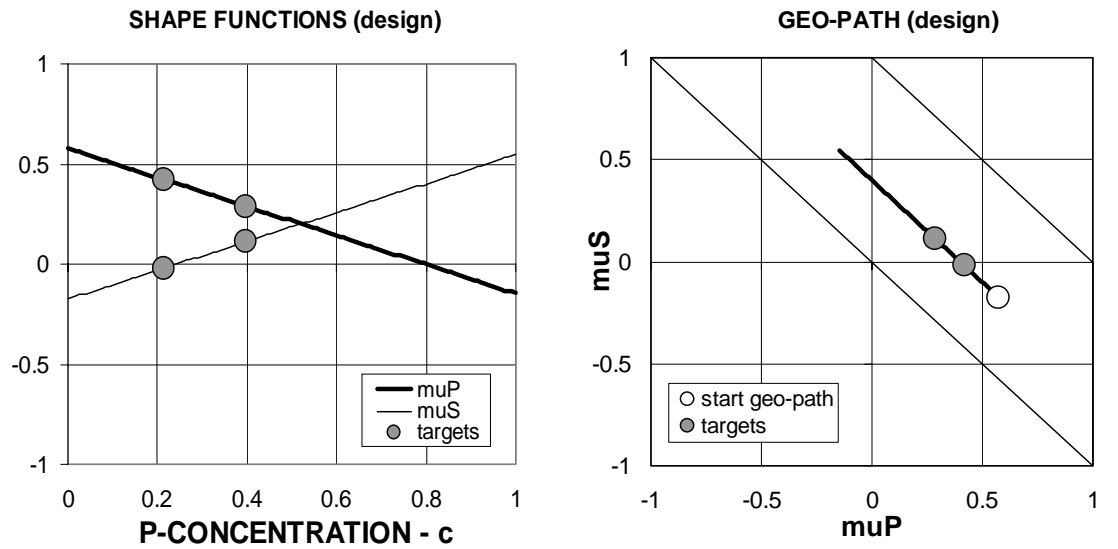 SHAPE FUNCTIONS (design)
1
0.5
0
-0.5
-1
0
0.2
0.4
0.6
0.8
1
P-CONCENTRATION - c
muP
muS
targets
GEO-PATH (design)
1
0.5
0
-0.5
-1
muS
-1
-0.5
0
0.5
1
muP
start geo-path
targets